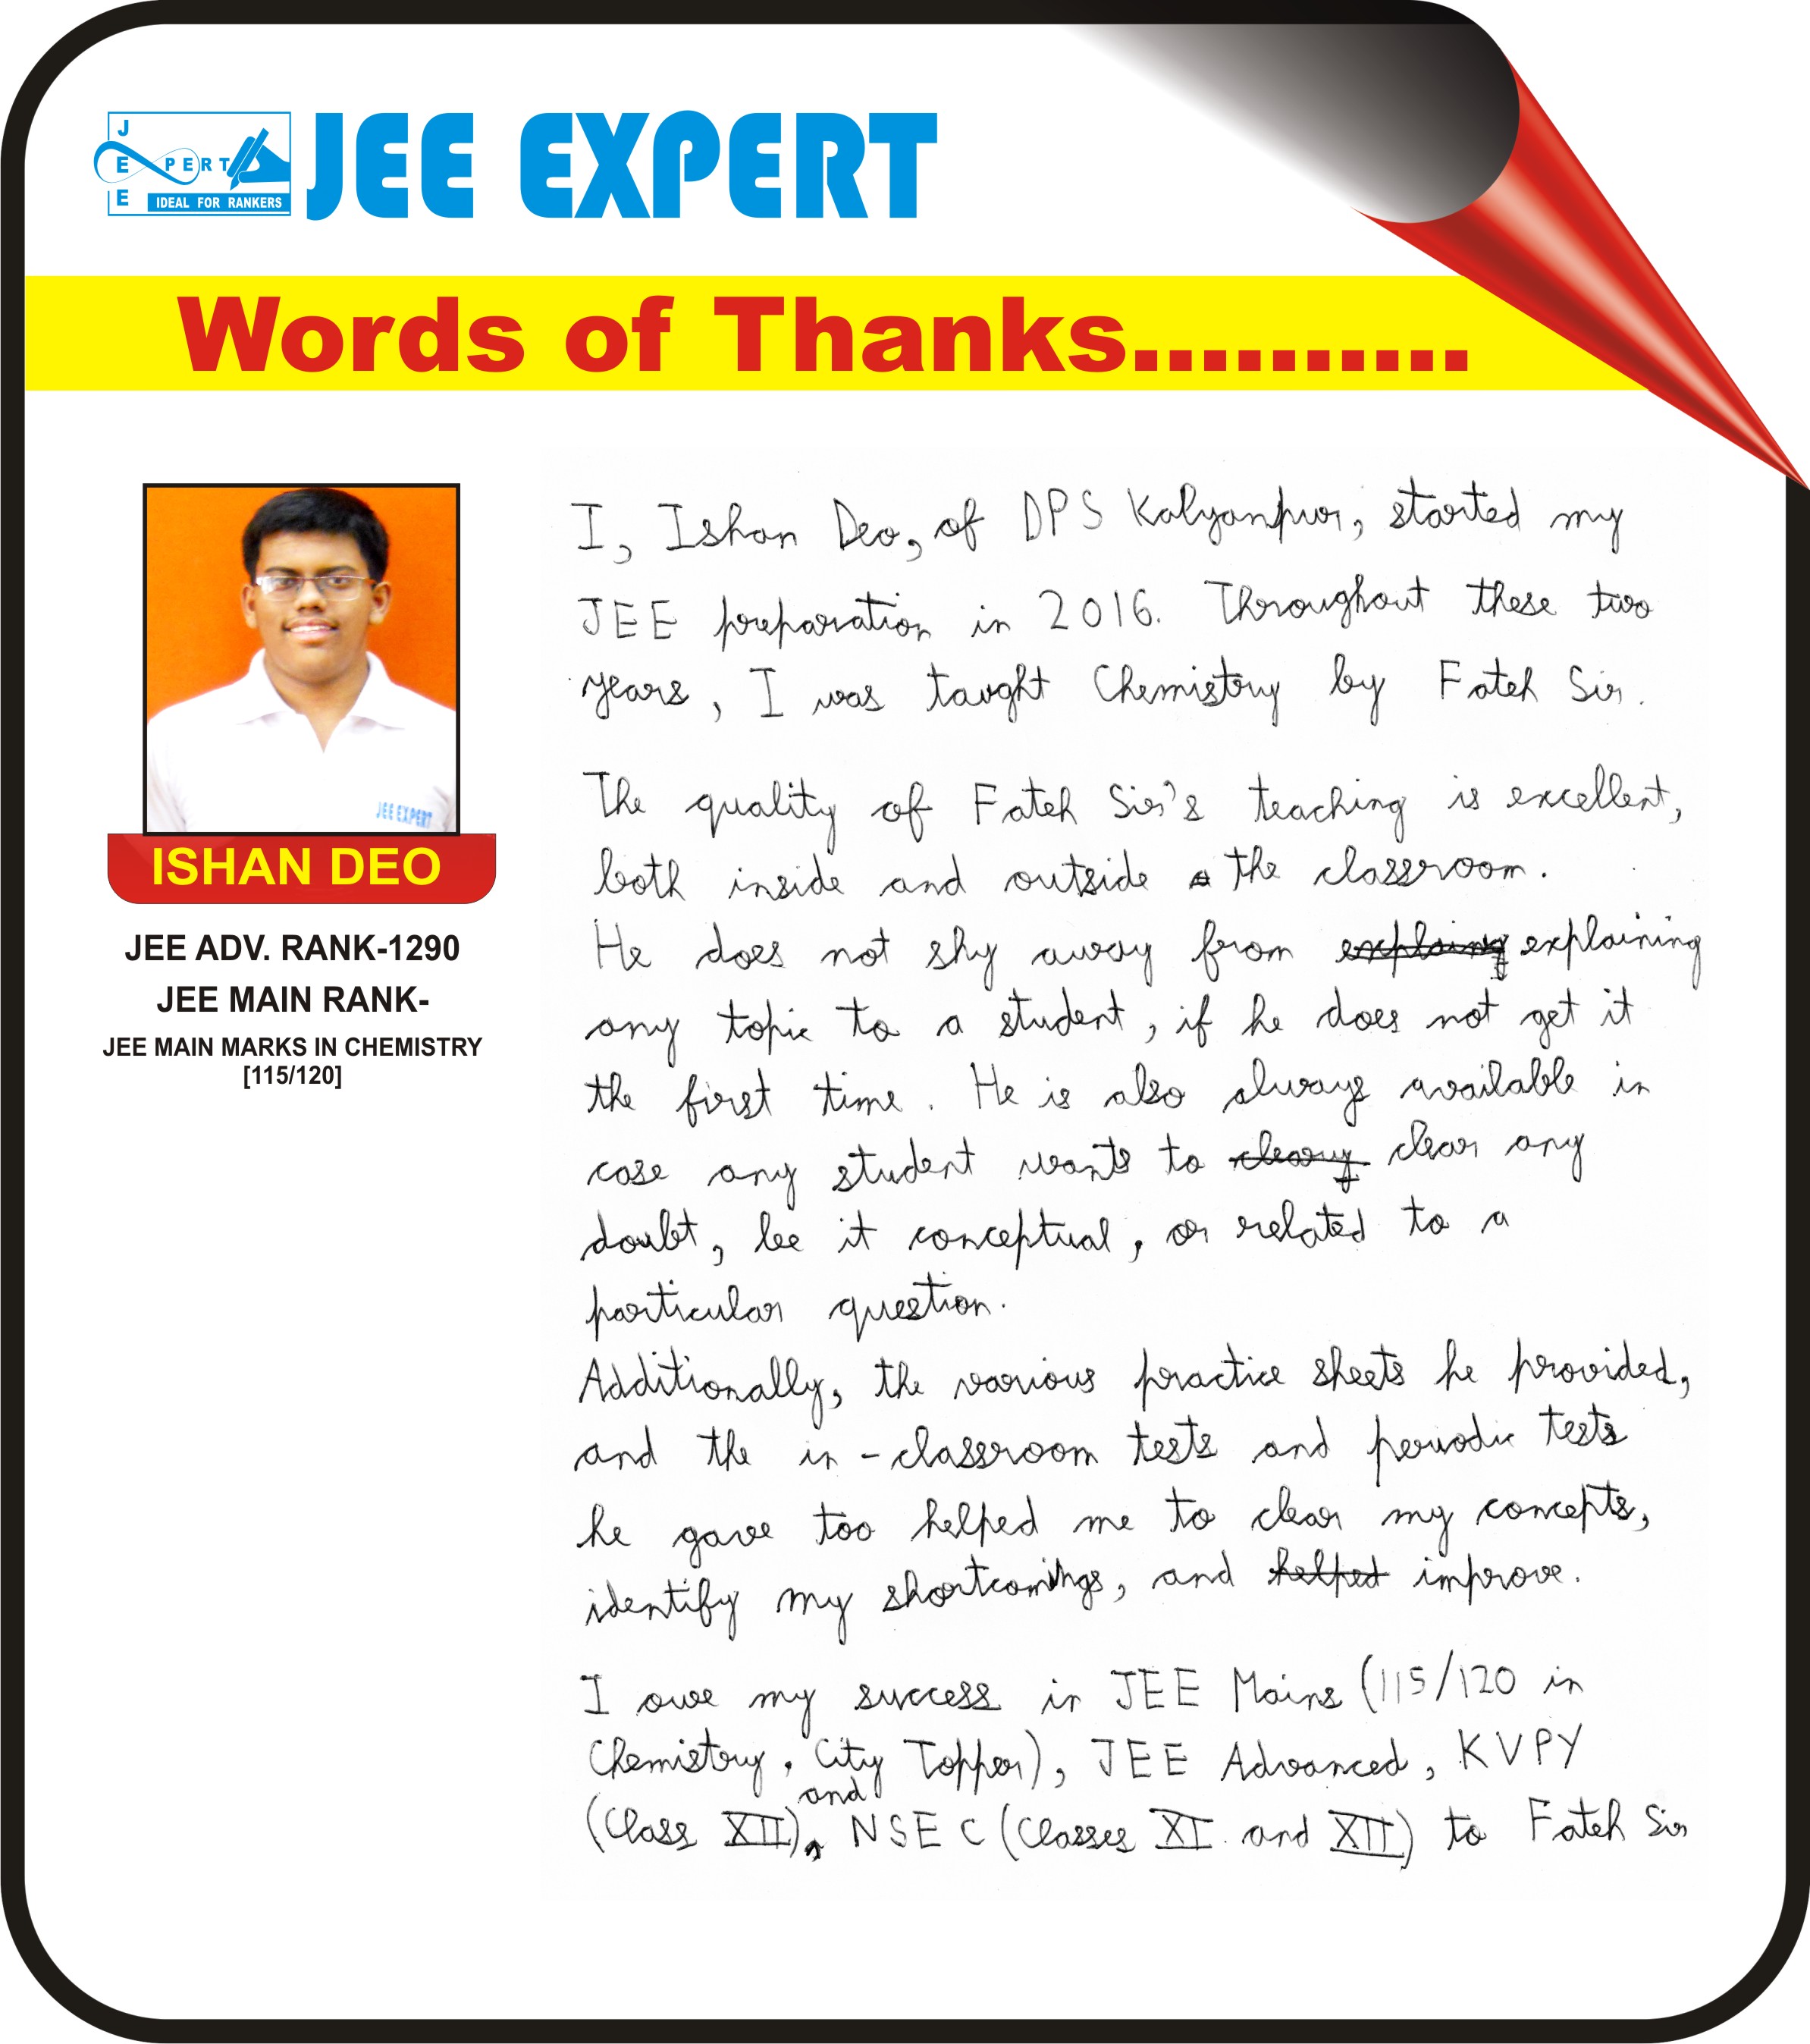 JEE EXPERT
IDEAL FOR RANKERS
JEE EXPERT
Words of Thanks..........
JEE EXPERT
ISHAN DEO
JEE ADV. RANK-1290
JEE MAIN RANK-
JEE MAIN MARKS IN CHEMISTRY
[115/120]
I, Ishan Deo, of DPS Kalyanpur, started my
JEE preparation in 2016. Throughout these two
years, I was taught Chemistry by Fateh Sir.
The quality of Fateh Sir's teaching is excellent,
both inside and outside the classroom.
He does not shy away from explaing explaining
any topic to a student, if he does not get it
the first time. He is also always available in
case any student wants to clear any
doubt, be it conceptual, or related to a
particular question.
Additionally, the various practice sheets he provided,
and the in-classroom tests and periodic tests
he gave too helped me to clear my concepts,
identify my shortcomings, and helped improve.
I owe my success in JEE Mains (115/120 in
Chemistry, City Topper), JEE Advanced, KVPY
(Class XII), and NSEC (Classes XI and XII) to Fateh Sir